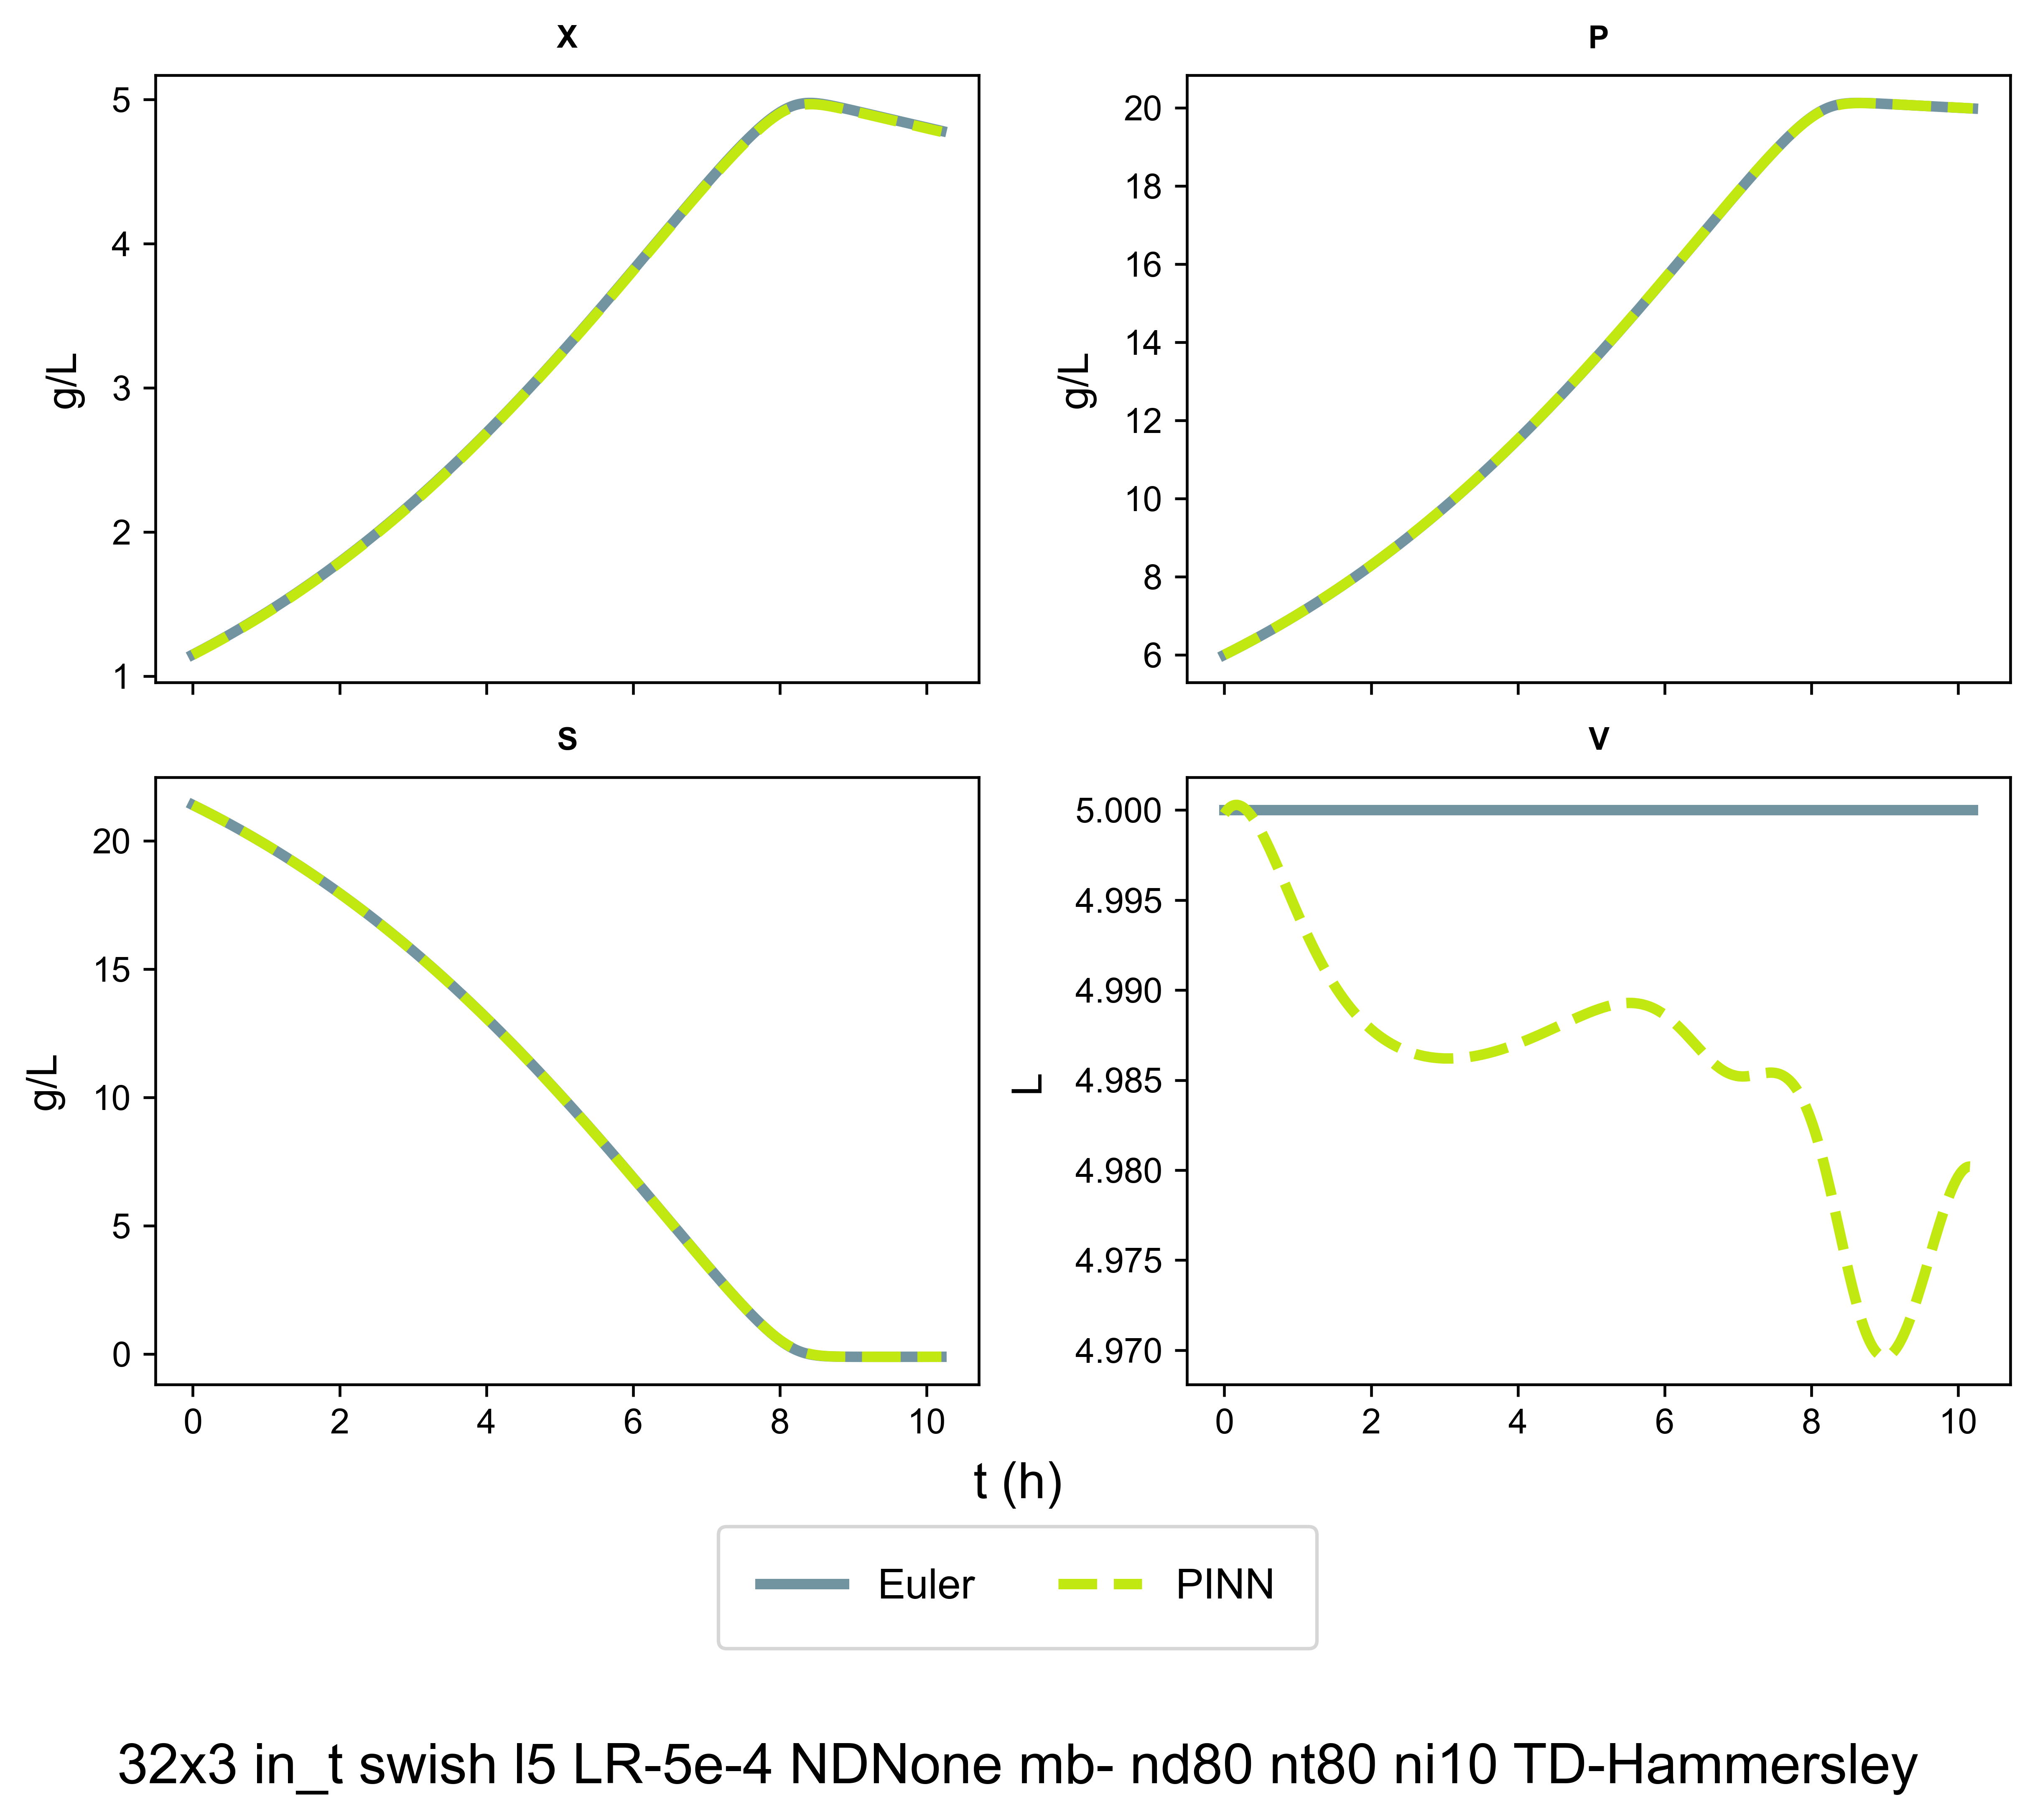 X
P
5
4
3
2
1
g/L
20
18
16
14
12
10
8
6
g/L
S
V
20
15
10
5
0
g/L
0 2 4 6 8 10
5.000
4.995
4.990
4.985
4.980
4.975
4.970
L
0 2 4 6 8 10
t (h)
Euler PINN
32x3 in_t swish l5 LR-5e-4 NDNone mb- nd80 nt80 ni10 TD-Hammersley